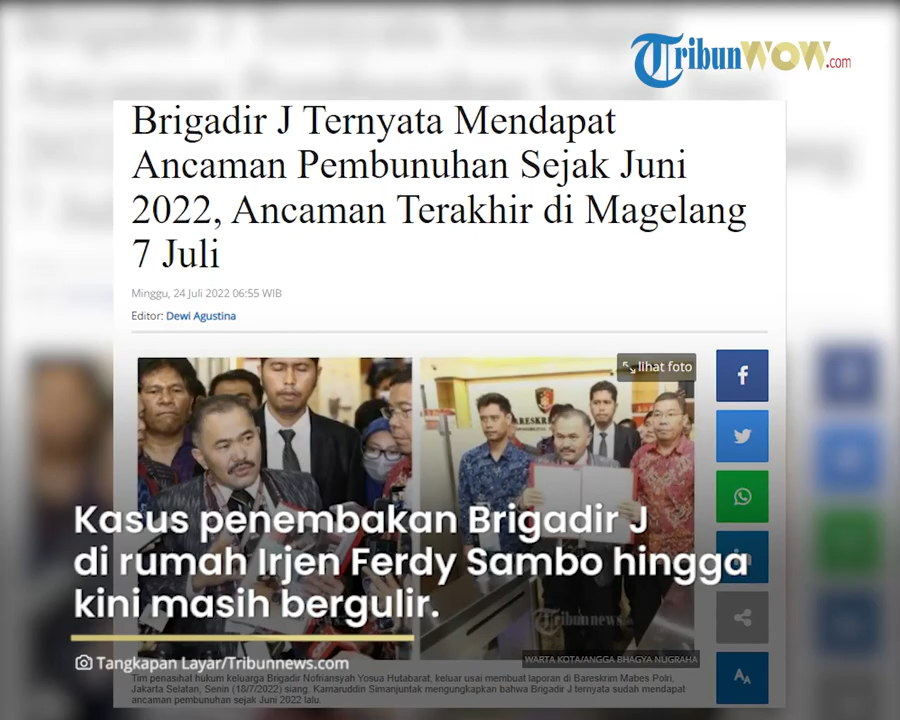 TribunWOW.com
Brigadir J Ternyata Mendapat
Ancaman Pembunuhan Sejak Juni
2022, Ancaman Terakhir di Magelang
7 Juli
Minggu, 24 Juli 2022 06:55 WIB
Editor: Dewi Agustina
lihat foto
BARESKRIM
Kasus penembakan Brigadir J
di rumah Irjen Ferdy Sambo hingga
kini masih bergulir.
Tribunnews
WARTA KOTA/ANGGA BHAGYA NUGRAHA
Tangkapan Layar/Tribunnews.com
Tim penasihat hukum keluarga Brigadir Nofriansyah Yosua Hutabarat, keluar usai membuat laporan di Bareskrim Mabes Polri,
Jakarta Selatan, Senin (18/7/2022) siang. Kamaruddin Simanjuntak mengungkapkan bahwa Brigadir J ternyata sudah mendapat
ancaman pembunuhan sejak Juni 2022 lalu.
AA